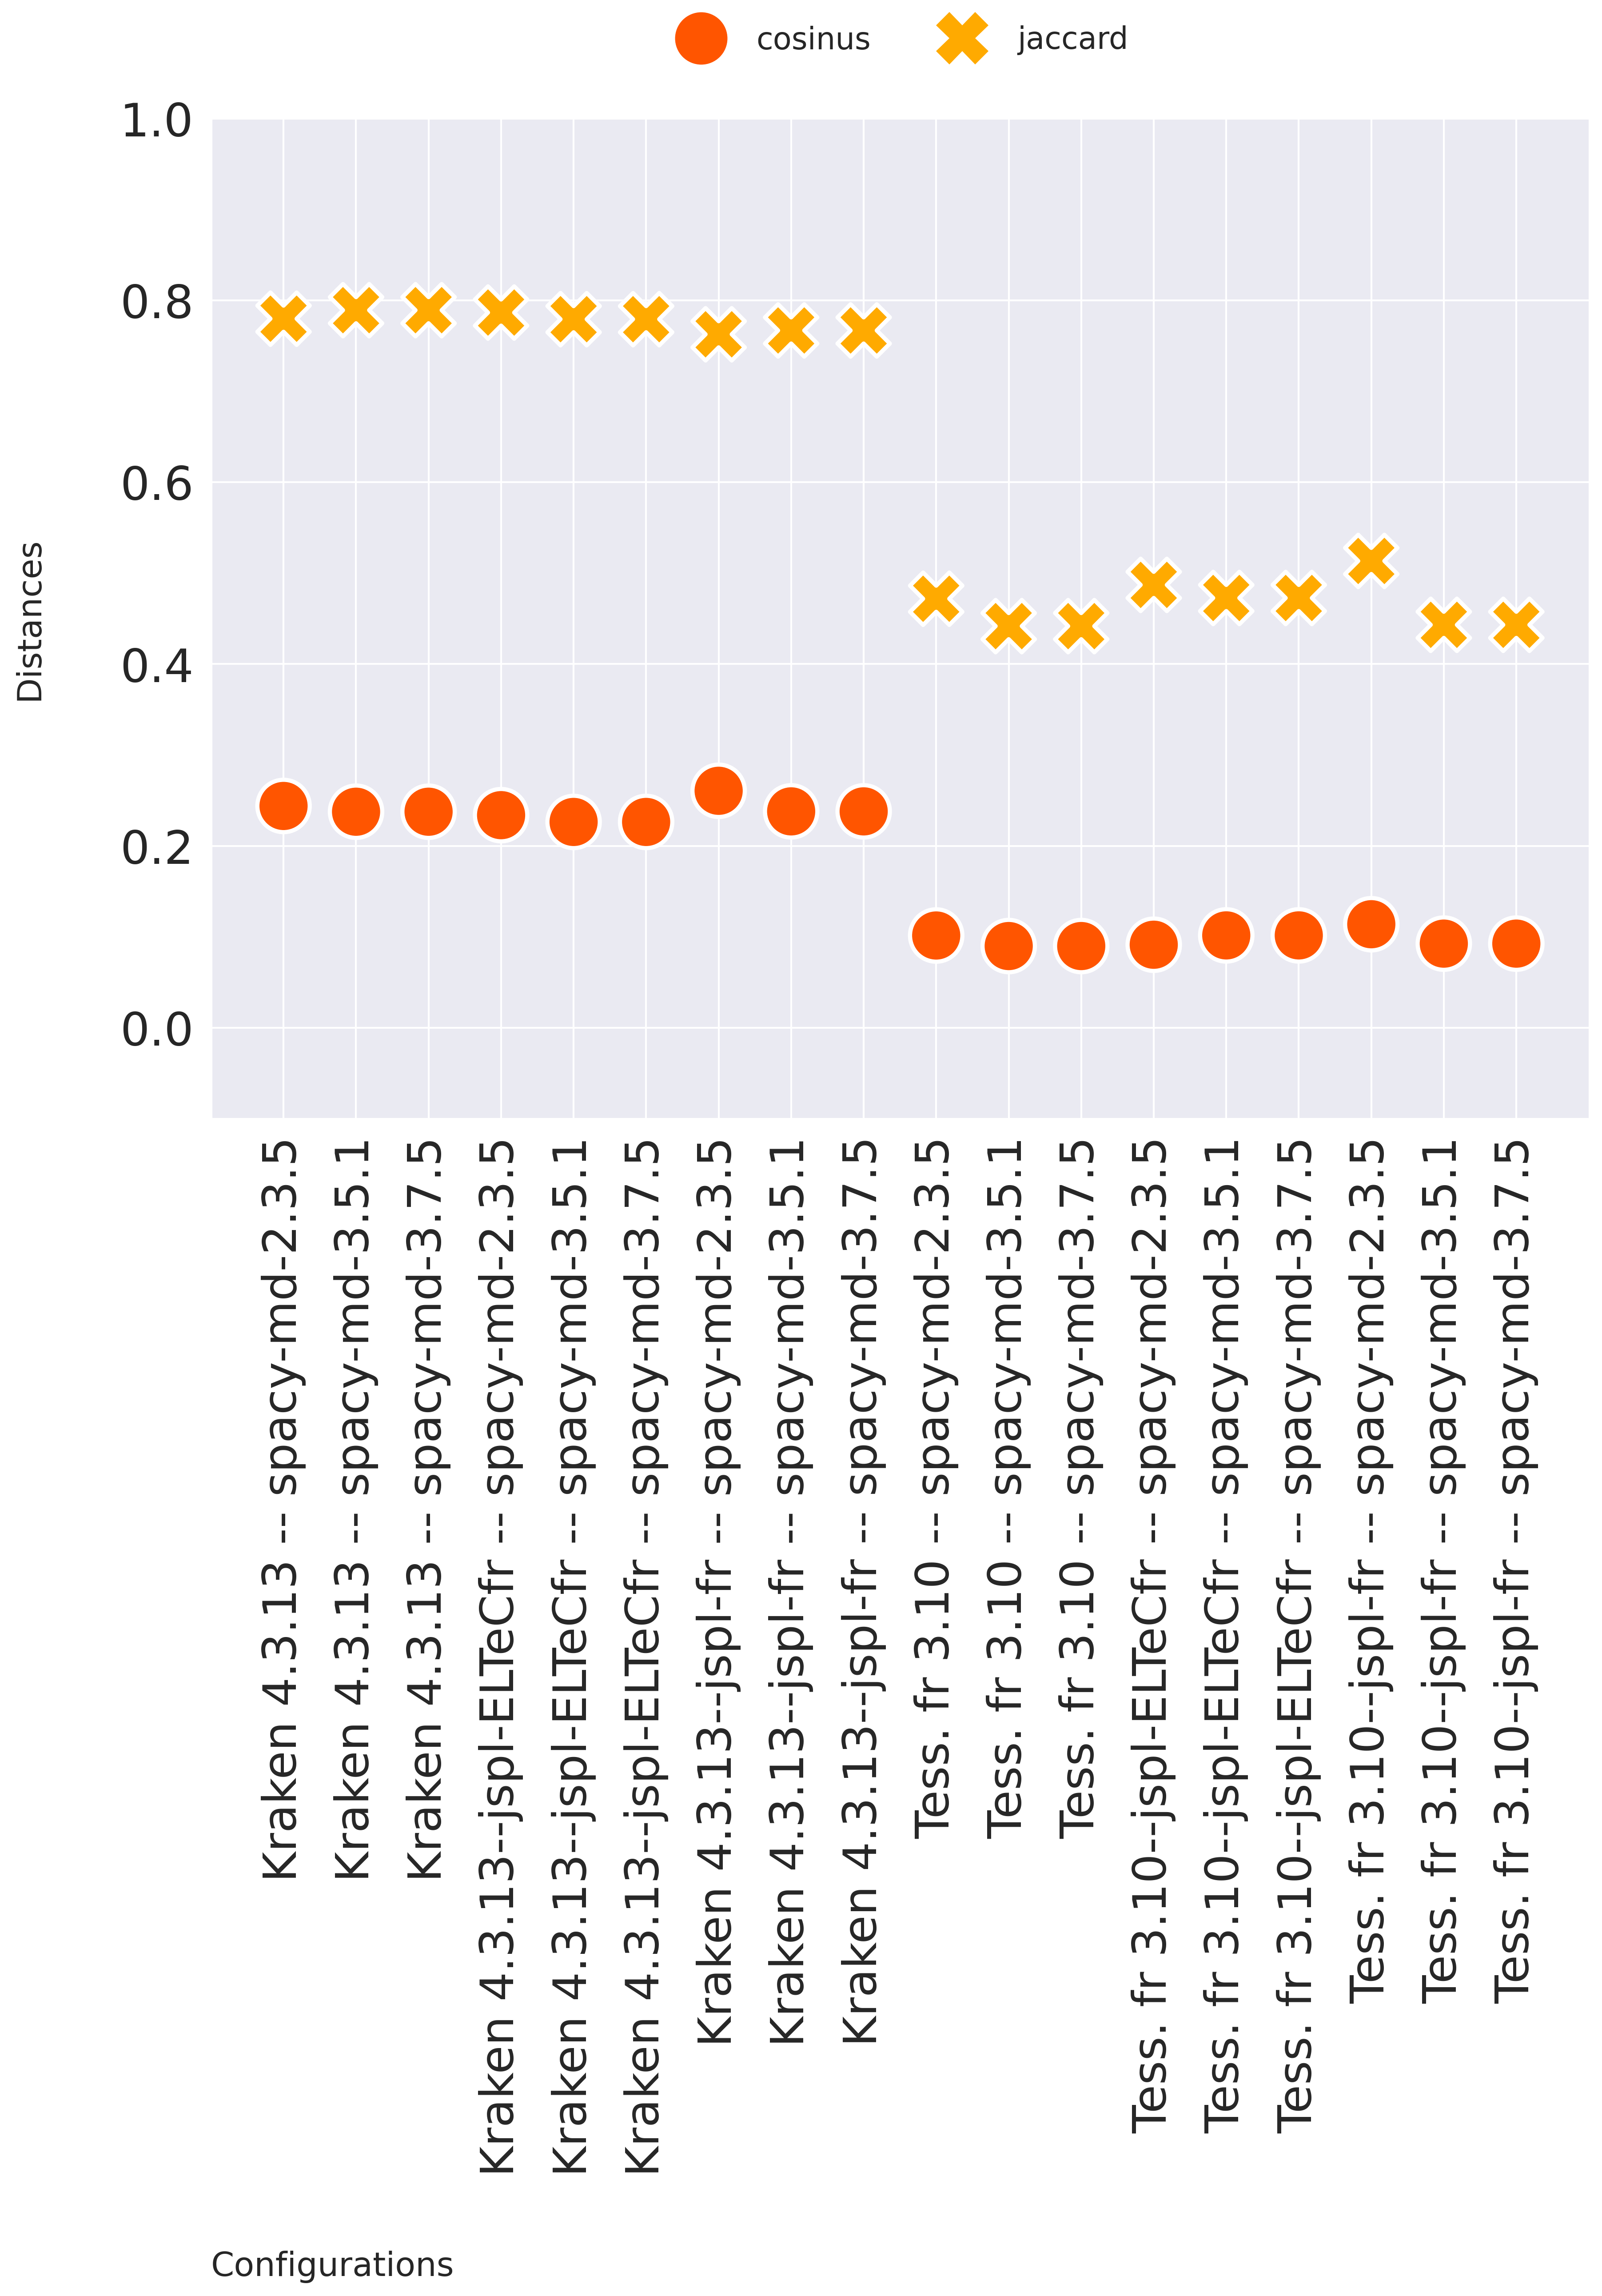 cosinus jaccard
1.0
0.8
0.6
0.4
0.2
0.0
Distances
Kraken 4.3.13 -- spacy-md-2.3.5
Kraken 4.3.13 -- spacy-md-3.5.1
Kraken 4.3.13 -- spacy-md-3.7.5
Kraken 4.3.13--jspl-ELTeCfr -- spacy-md-2.3.5
Kraken 4.3.13--jspl-ELTeCfr -- spacy-md-3.5.1
Kraken 4.3.13--jspl-ELTeCfr -- spacy-md-3.7.5
Kraken 4.3.13--jspl-fr -- spacy-md-2.3.5
Kraken 4.3.13--jspl-fr -- spacy-md-3.5.1
Kraken 4.3.13--jspl-fr -- spacy-md-3.7.5
Tess. fr 3.10 -- spacy-md-2.3.5
Tess. fr 3.10 -- spacy-md-3.5.1
Tess. fr 3.10 -- spacy-md-3.7.5
Tess. fr 3.10--jspl-ELTeCfr -- spacy-md-2.3.5
Tess. fr 3.10--jspl-ELTeCfr -- spacy-md-3.5.1
Tess. fr 3.10--jspl-ELTeCfr -- spacy-md-3.7.5
Tess. fr 3.10--jspl-fr -- spacy-md-2.3.5
Tess. fr 3.10--jspl-fr -- spacy-md-3.5.1
Tess. fr 3.10--jspl-fr -- spacy-md-3.7.5
Configurations